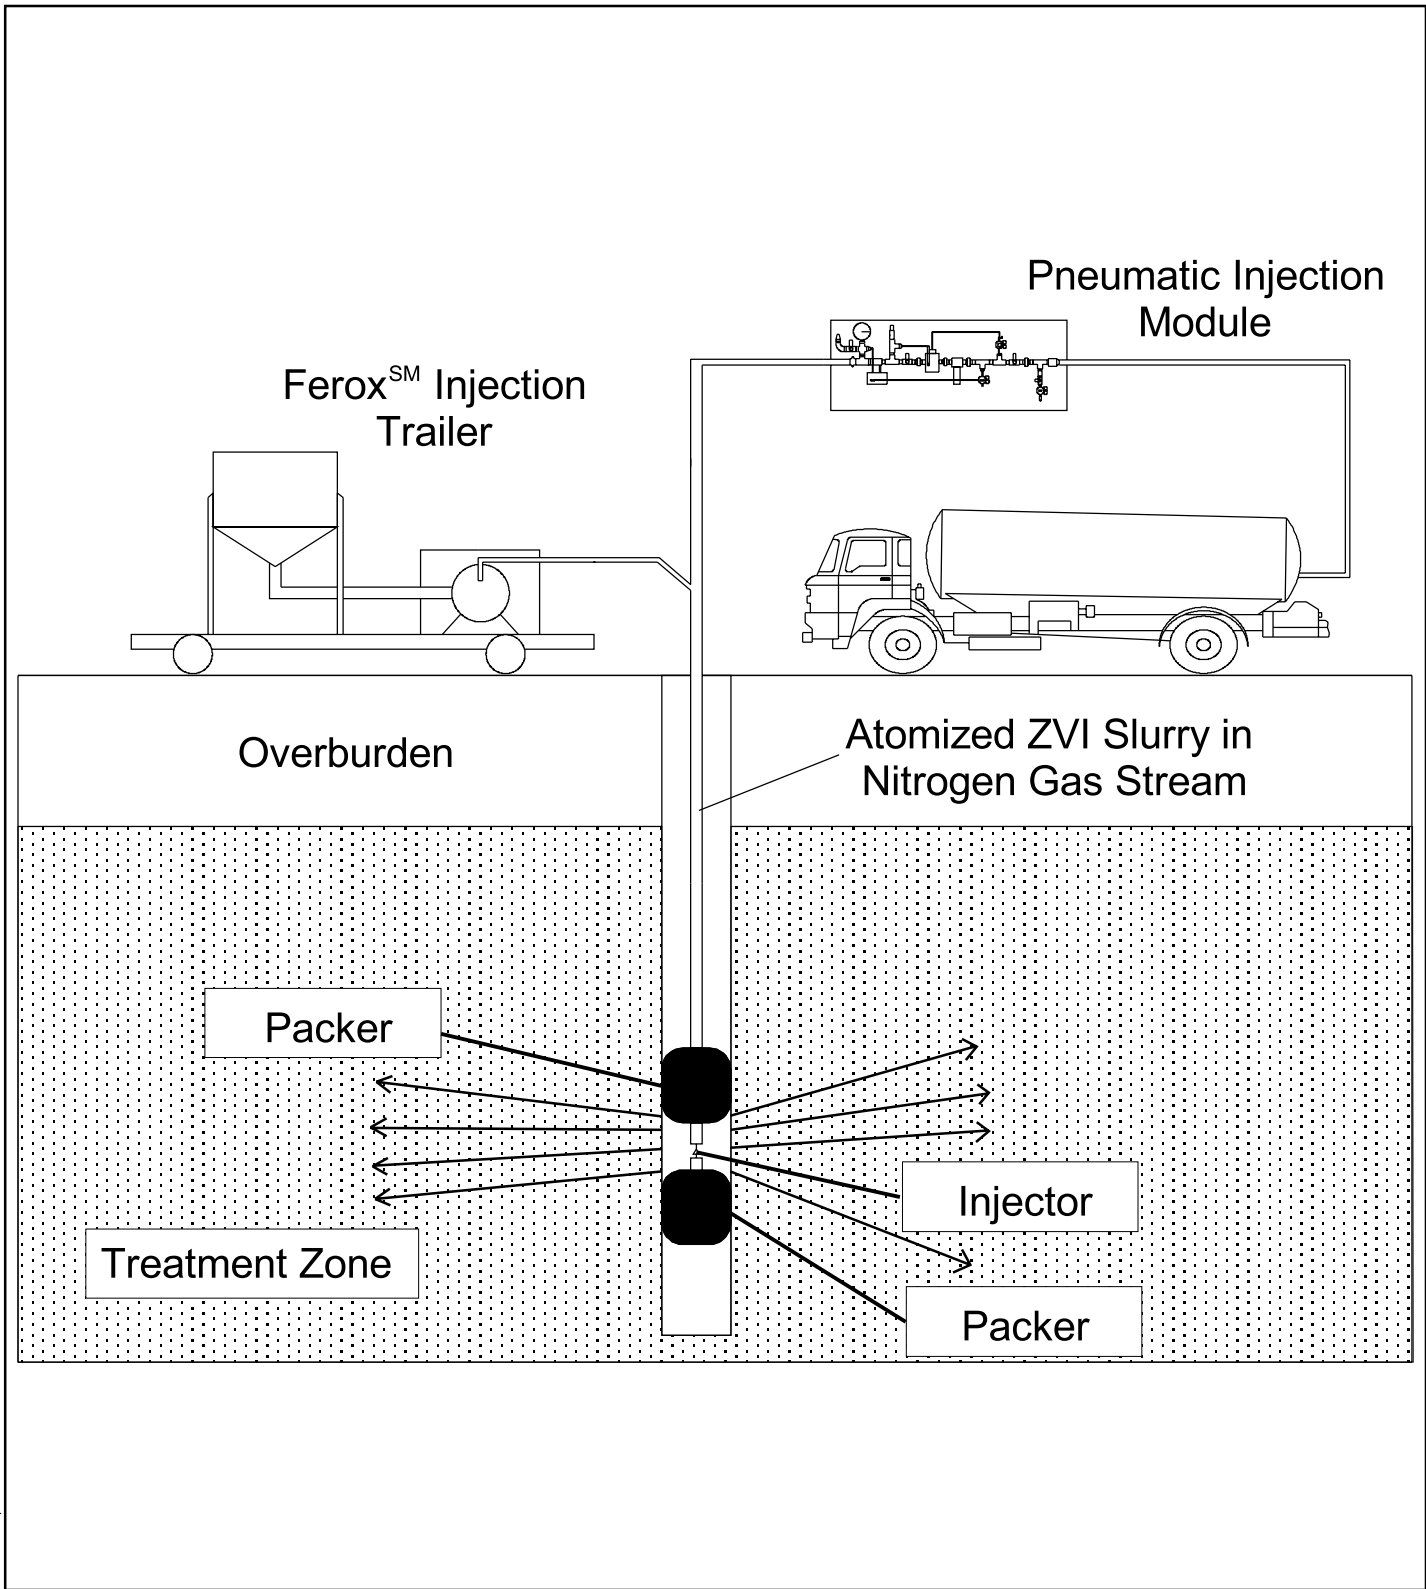 Pneumatic Injection
Module
Ferox^SM Injection
Trailer
Overburden
Atomized ZVI Slurry in
Nitrogen Gas Stream
Packer
Injector
Treatment Zone
Packer